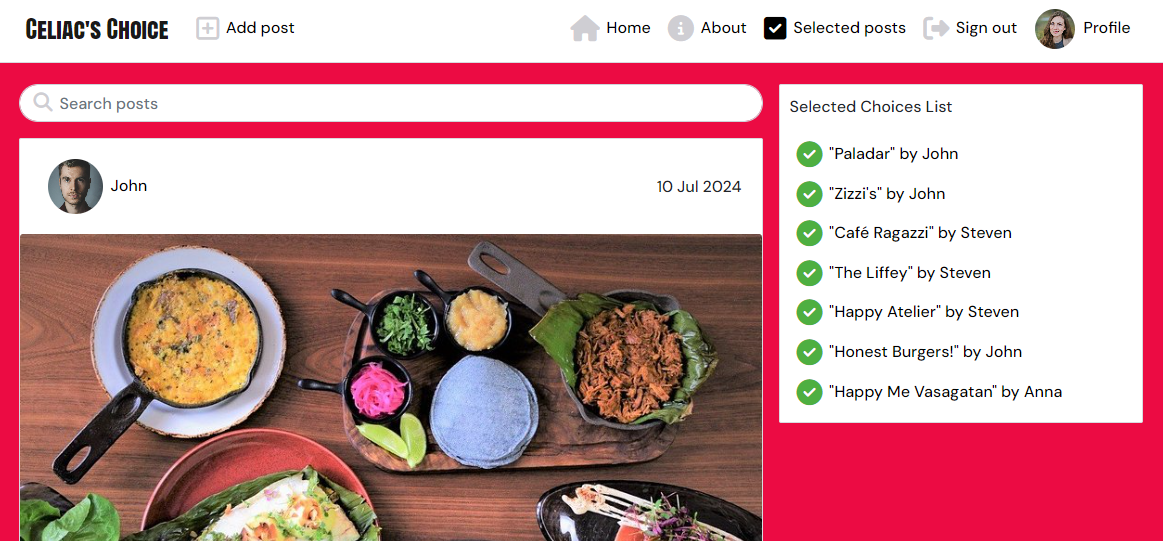 Celiac's Choice
Add post
Home
About
Selected posts
Sign out
Profile
Search posts
John
10 Jul 2024
Selected Choices List
"Paladar" by John
"Zizzi's" by John
"Café Ragazzi" by Steven
"The Liffey" by Steven
"Happy Atelier" by Steven
"Honest Burgers!" by John
"Happy Me Vasagatan" by Anna